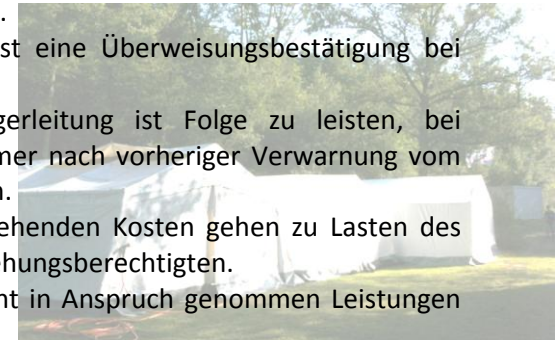 .
st eine Überweisungsbestätigung bei
gerleitung ist Folge zu leisten, bei
mer nach vorheriger Verwarnung vom
n.
ehenden Kosten gehen zu Lasten des
ehungsberechtigten.
nt in Anspruch genommen Leistungen